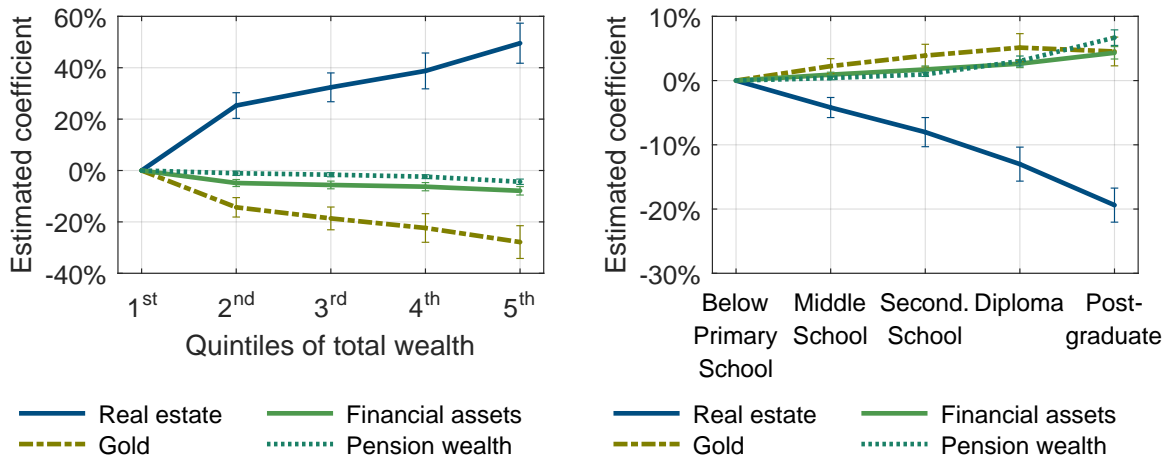 60%
40%
20%
0%
-20%
-40%
Estimated coefficient
1st
2nd
3rd
4th
5th
Quintiles of total wealth
Real estate
Financial assets
Gold
Pension wealth
10%
0%
-10%
-20%
-30%
Estimated coefficient
Below
Primary
School
Middle
School
Second.
School
Diploma
Post-
graduate
Real estate
Financial assets
Gold
Pension wealth